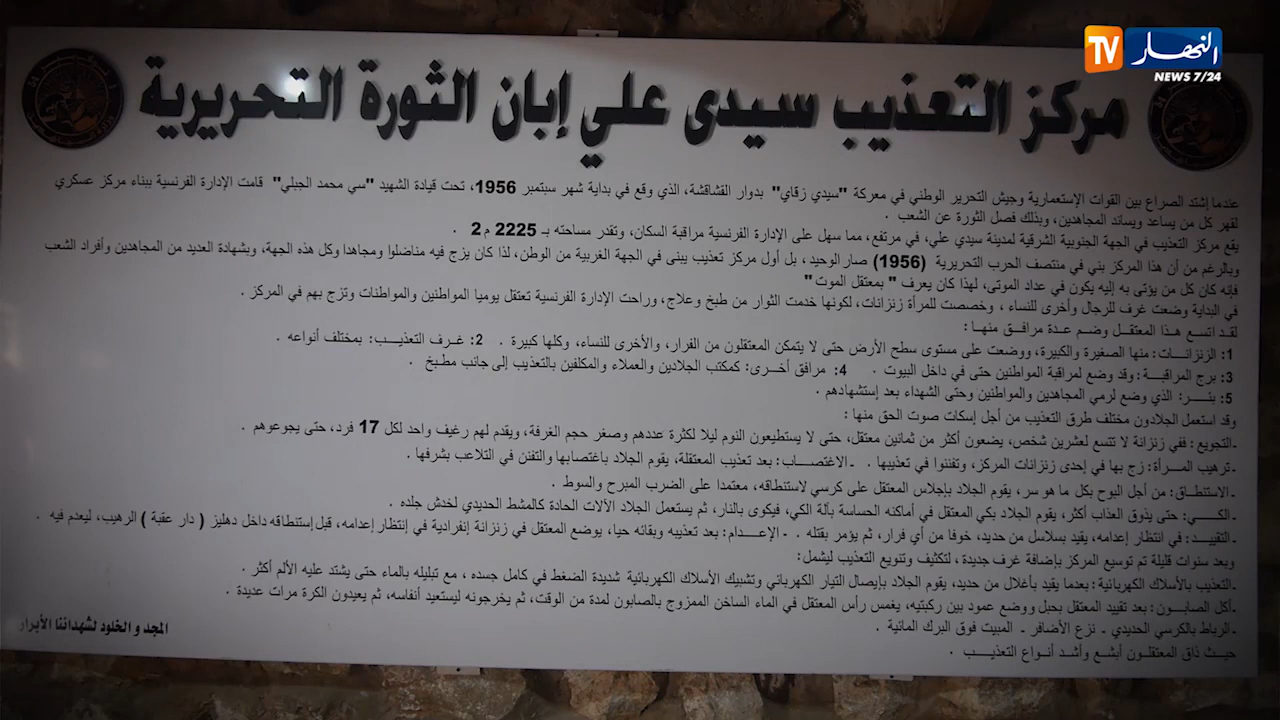 النهار TV
NEWS 7/24
مركز التعذيب سيدى علي إبان الثورة التحريرية
عندما إشتد الصراع بين القوات الإستعمارية وجيش التحرير الوطني في معركة "سيدي زقاي" بدوار القشاقشة، الذي وقع في بداية شهر سبتمبر 1956، تحت قيادة الشهيد "سي محمد الجبلي" قامت الإدارة الفرنسية ببناء مركز عسكري
لقهر كل من يساعد ويساند المجاهدين، وبذلك فصل الثورة عن الشعب .
يقع مركز التعذيب في الجهة الجنوبية الشرقية لمدينة سيدي علي، في مرتفع، مما سهل على الإدارة الفرنسية مراقبة السكان، وتقدر مساحته بـ 2225 م2 .
وبالرغم من أن هذا المركز بني في منتصف الحرب التحريرية (1956) صار الوحيد، بل أول مركز تعذيب يبنى في الجهة الغربية من الوطن، لذا كان يزج فيه مناضلوا ومجاهدا وكل هذه الجهة، وبشهادة العديد من المجاهدين وأفراد الشعب
فإنه كان كل من يؤتى به إليه يكون في عداد الموتى، لهذا كان يعرف " بمعتقل الموت "
في البداية وضعت غرف للرجال وأخرى للنساء ، وخصصت للمرأة زنزانات، لكونها خدمت الثوار من طبخ وعلاج، وراحت الإدارة الفرنسية تعتقل يوميا المواطنين والمواطنات وتزج بهم في المركز .
لقد اتسع هذا المعتقل وضم عدة مرافق منها :
1: الزنزانات : منها الصغيرة والكبيرة، ووضعت على مستوى سطح الأرض حتى لا يتمكن المعتقلون من الفرار، والأخرى للنساء، وكلها كبيرة . 2: غرف التعذيب: بمختلف أنواعه .
3: برج المراقبة : وقد وضع لمراقبة المواطنين حتى في داخل البيوت . 4: مرافق أخرى: كمكتب الجلادين والعملاء والمكلفين بالتعذيب إلى جانب مطبخ .
5: بئر: الذي وضع لرمي المجاهدين والمواطنين وحتى الشهداء بعد إستشهادهم .
وقد استعمل الجلادون مختلف طرق التعذيب من أجل إسكات صوت الحق منها :
ـ التجويع : ففي زنزانة لا تتسع لعشرين شخص، يضعون أكثر من ثمانين معتقل، حتى لا يستطيعون النوم ليلا لكثرة عددهم وصغر حجم الغرفة، ويقدم لهم رغيف واحد لكل 17 فرد، حتى يجوعوهم .
ـ ترهيب المرأة : زج بها في إحدى زنزانات المركز، وتفننوا في تعذيبها . ـ الاغتصاب : بعد تعذيب المعتقلة، يقوم الجلاد باغتصابها والتفنن في التلاعب بشرفها .
ـ الاستنطاق : من أجل البوح بكل ما هو سر، يقوم الجلاد بإجلاس المعتقل على كرسي لاستنطاقه، معتمدا على الضرب المبرح والسوط .
ـ الكي : حتى يذوق العذاب أكثر، يقوم الجلاد بكي المعتقل في أماكنه الحساسة بآلة الكي، فيكوى بالنار، ثم يستعمل الجلاد الآلات الحادة كالمشط الحديدي لخدش جلده .
ـ التقييد : في انتظار إعدامه، يقيد بسلاسل من حديد، خوفا من أي فرار، ثم يؤمر بقتله . ـ الإعدام : بعد تعذيبه وبقائه حيا، يوضع المعتقل في زنزانة إنفرادية في إنتظار إعدامه، قبل إستنطاقه داخل دهليز ( دار عقبة ) الرهيب، ليعدم فيه .
وبعد سنوات قليلة تم توسيع المركز بإضافة غرف جديدة ، لتكثيف وتنويع التعذيب ليشمل :
ـ التعذيب بالأسلاك الكهربائية : بعدما يقيد بأغلال من حديد، يقوم الجلاد بإيصال التيار الكهربائي وتشبيك الأسلاك الكهربائية شديدة الضغط في كامل جسده ، مع تبليله بالماء حتى يشتد عليه الألم أكثر .
ـ أكل الصابون : بعد تقييد المعتقل بحبل ووضع عمود بين ركبتيه، يغمس رأس المعتقل في الماء الساخن الممزوج بالصابون لمدة من الوقت، ثم يخرجونه ليستعيد أنفاسه، ثم يعيدون الكرة مرات عديدة .
ـ الرباط بالكرسي الحديدي ـ نزع الأضافر ـ المبيت فوق البرك المائية .
حيث ذاق المعتقلون أبشع وأشد أنواع التعذيب .
المجد و الخلود لشهدائنا الأبرار